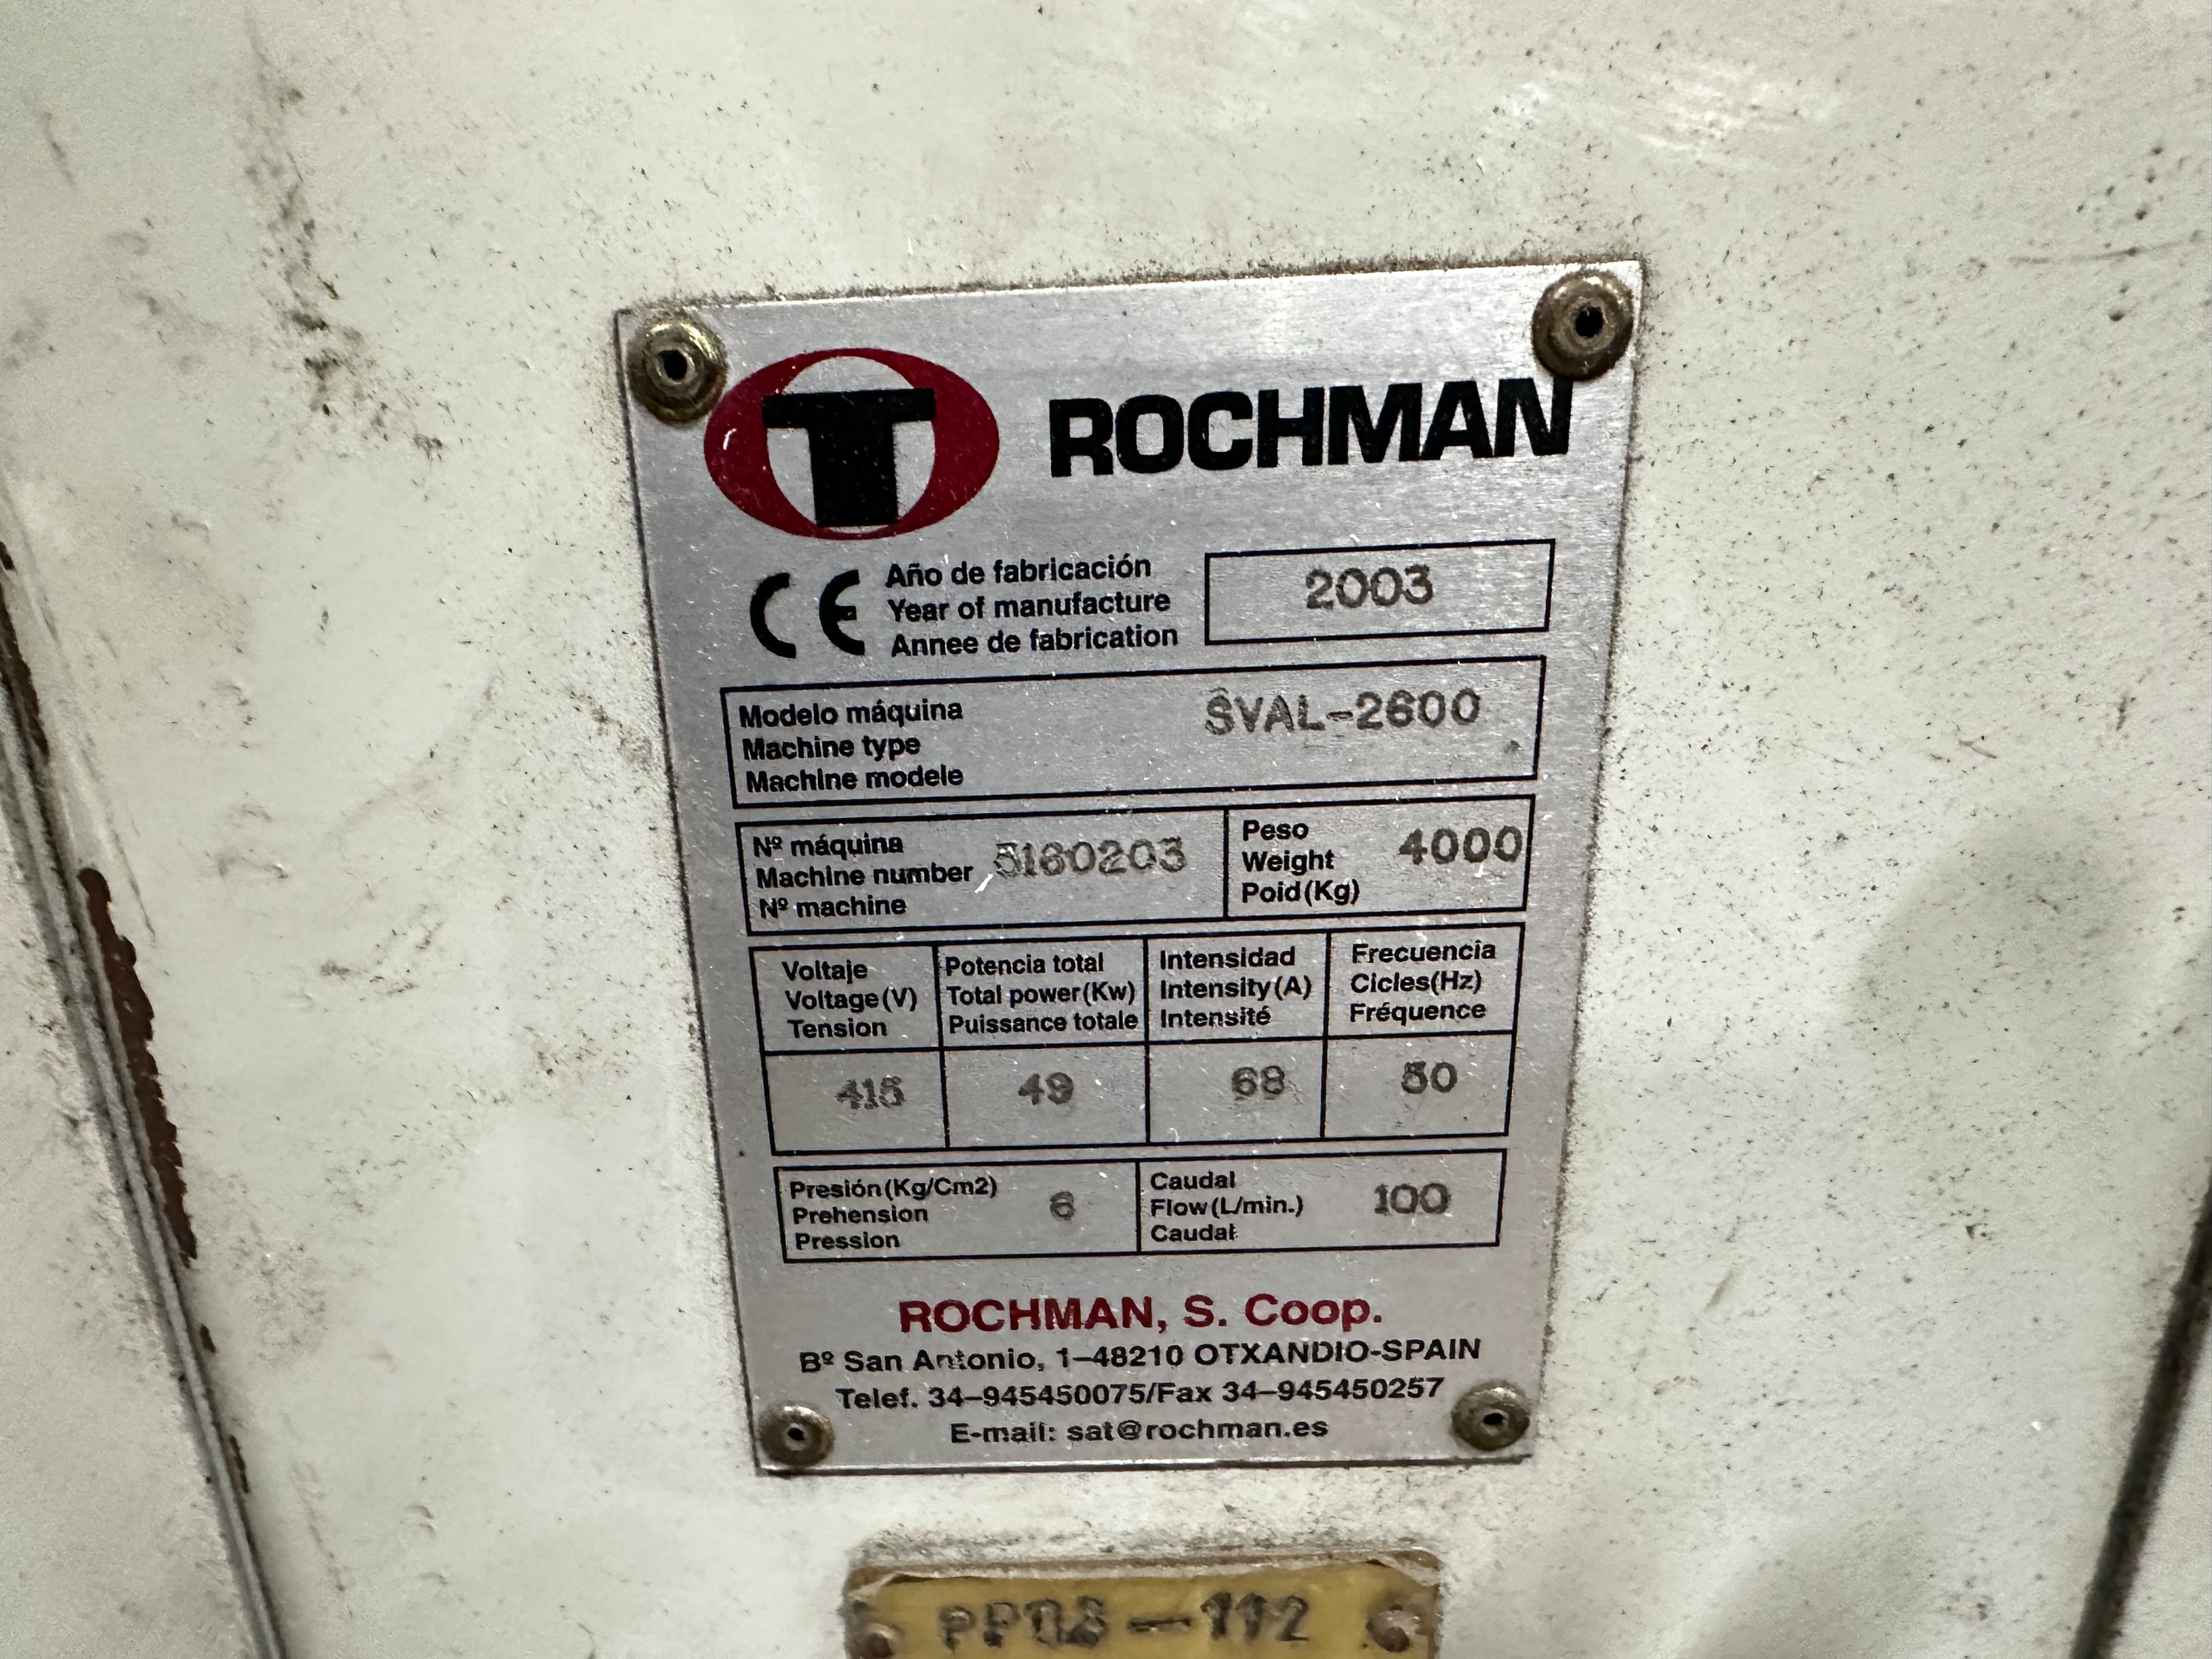 T ROCHMAN
CE
Año de fabricación
Year of manufacture
Annee de fabrication
2003
Modelo máquina
Machine type
Machine modele
SVAL-2600
Nº máquina
Machine number
Nº machine
5160203
Peso
Weight
Poid(Kg)
4000
Voltaje
Voltage(V)
Tension
Potencia total
Total power(Kw)
Puissance totale
Intensidad
Intensity(A)
Intensité
Frecuencia
Cicles(Hz)
Fréquence
415
49
68
50
Presión(Kg/Cm2)
Prehension
Pression
6
Caudal
Flow(L/min.)
Caudal
100
ROCHMAN, S. Coop.
Bº San Antonio, 1-48210 OTXANDIO-SPAIN
Telef. 34-945450075/Fax 34-945450257
E-mail: sat@rochman.es